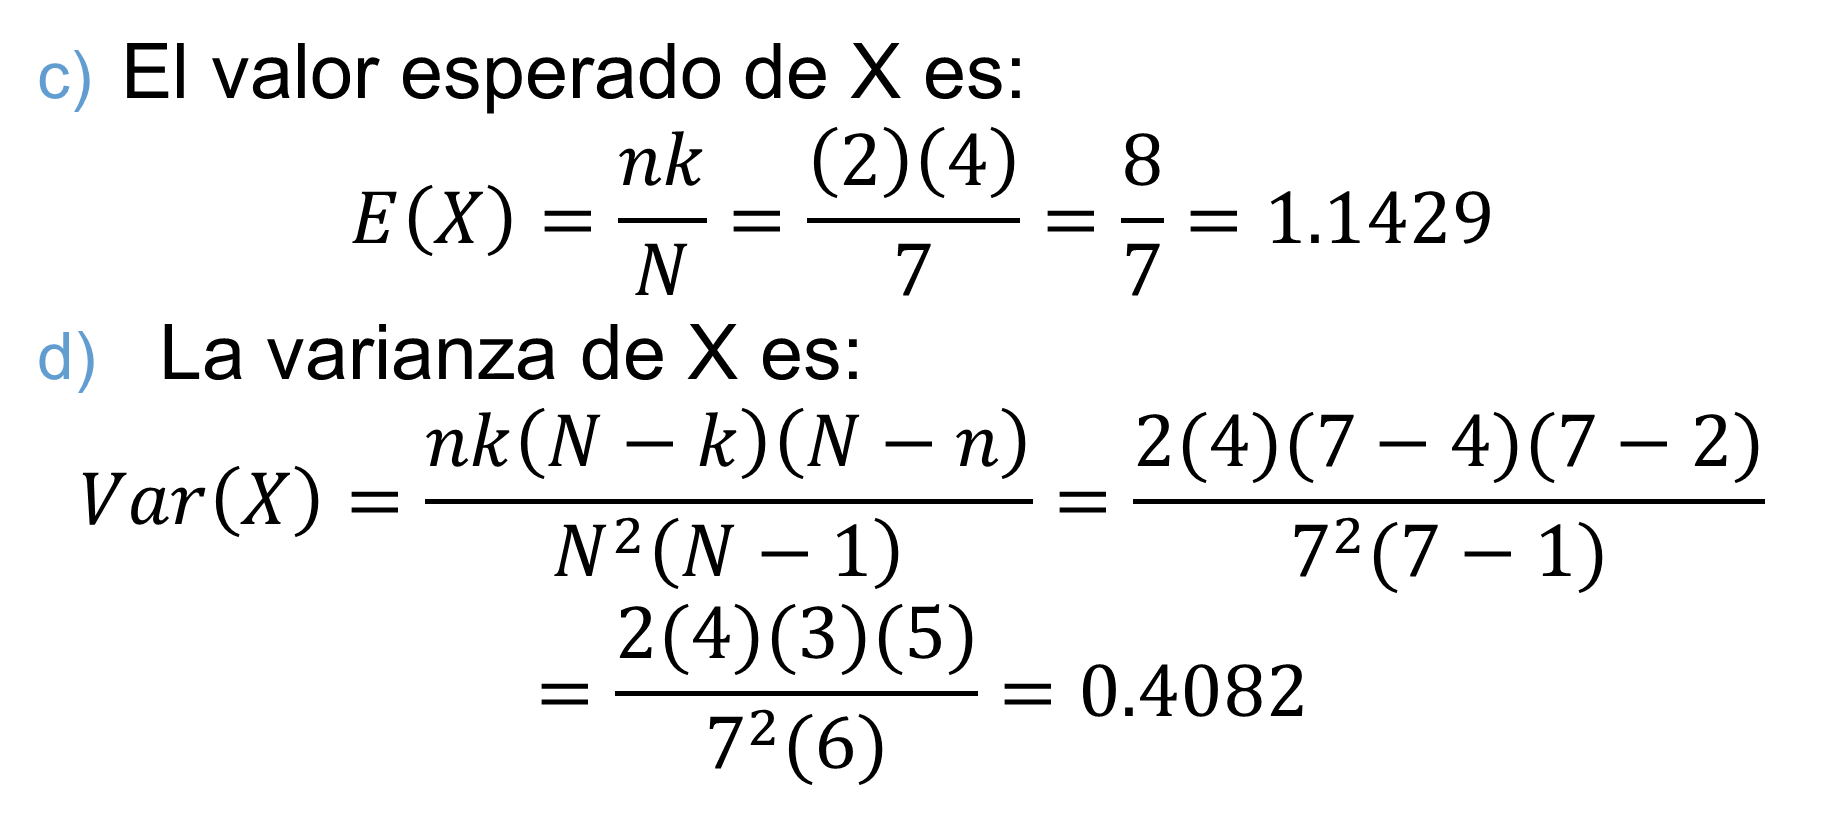 c) El valor esperado de X es:
E(X) = nk/N = (2)(4)/7 = 8/7 = 1.1429
d) La varianza de X es:
Var(X) = nk(N − k)(N − n)/N²(N − 1) = 2(4)(7 − 4)(7 − 2)/7²(7 − 1)
= 2(4)(3)(5)/7²(6) = 0.4082